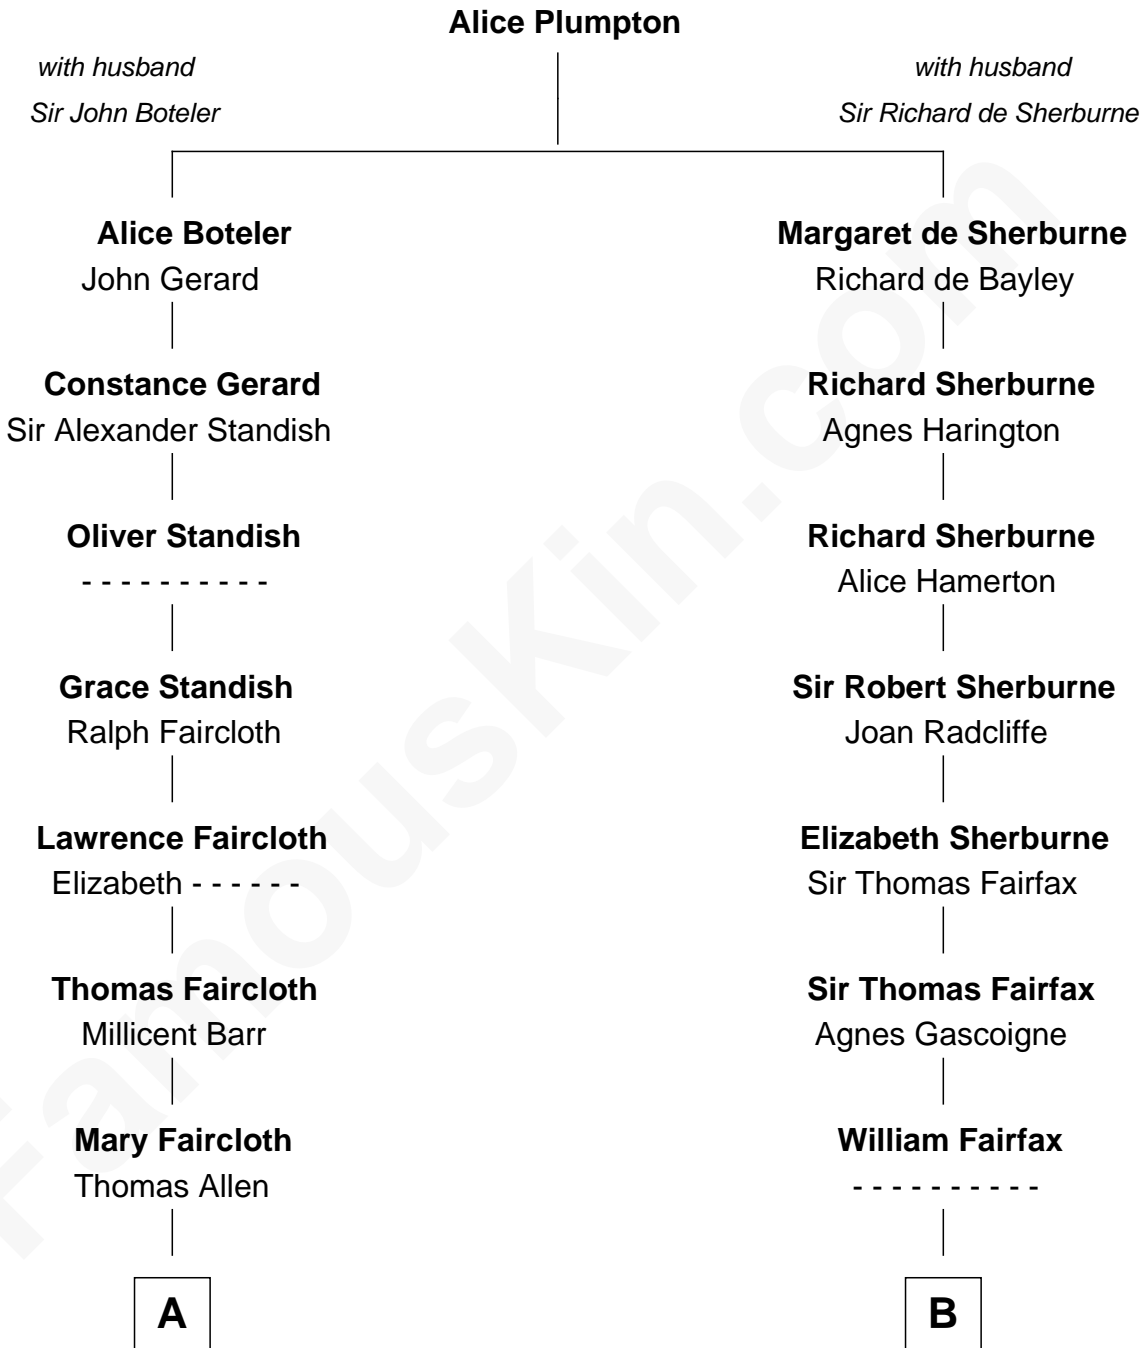 Alice Plumpton
with husband
Sir John Boteler
with husband
Sir Richard de Sherburne
Alice Boteler
John Gerard
Margaret de Sherburne
Richard de Bayley
Constance Gerard
Sir Alexander Standish
Richard Sherburne
Agnes Harington
Oliver Standish
- - - - - - - - - -
Richard Sherburne
Alice Hamerton
Grace Standish
Ralph Faircloth
Sir Robert Sherburne
Joan Radcliffe
Lawrence Faircloth
Elizabeth - - - - - -
Elizabeth Sherburne
Sir Thomas Fairfax
Thomas Faircloth
Millicent Barr
Sir Thomas Fairfax
Agnes Gascoigne
Mary Faircloth
Thomas Allen
William Fairfax
- - - - - - - - - -
A
B
FamousKin.com